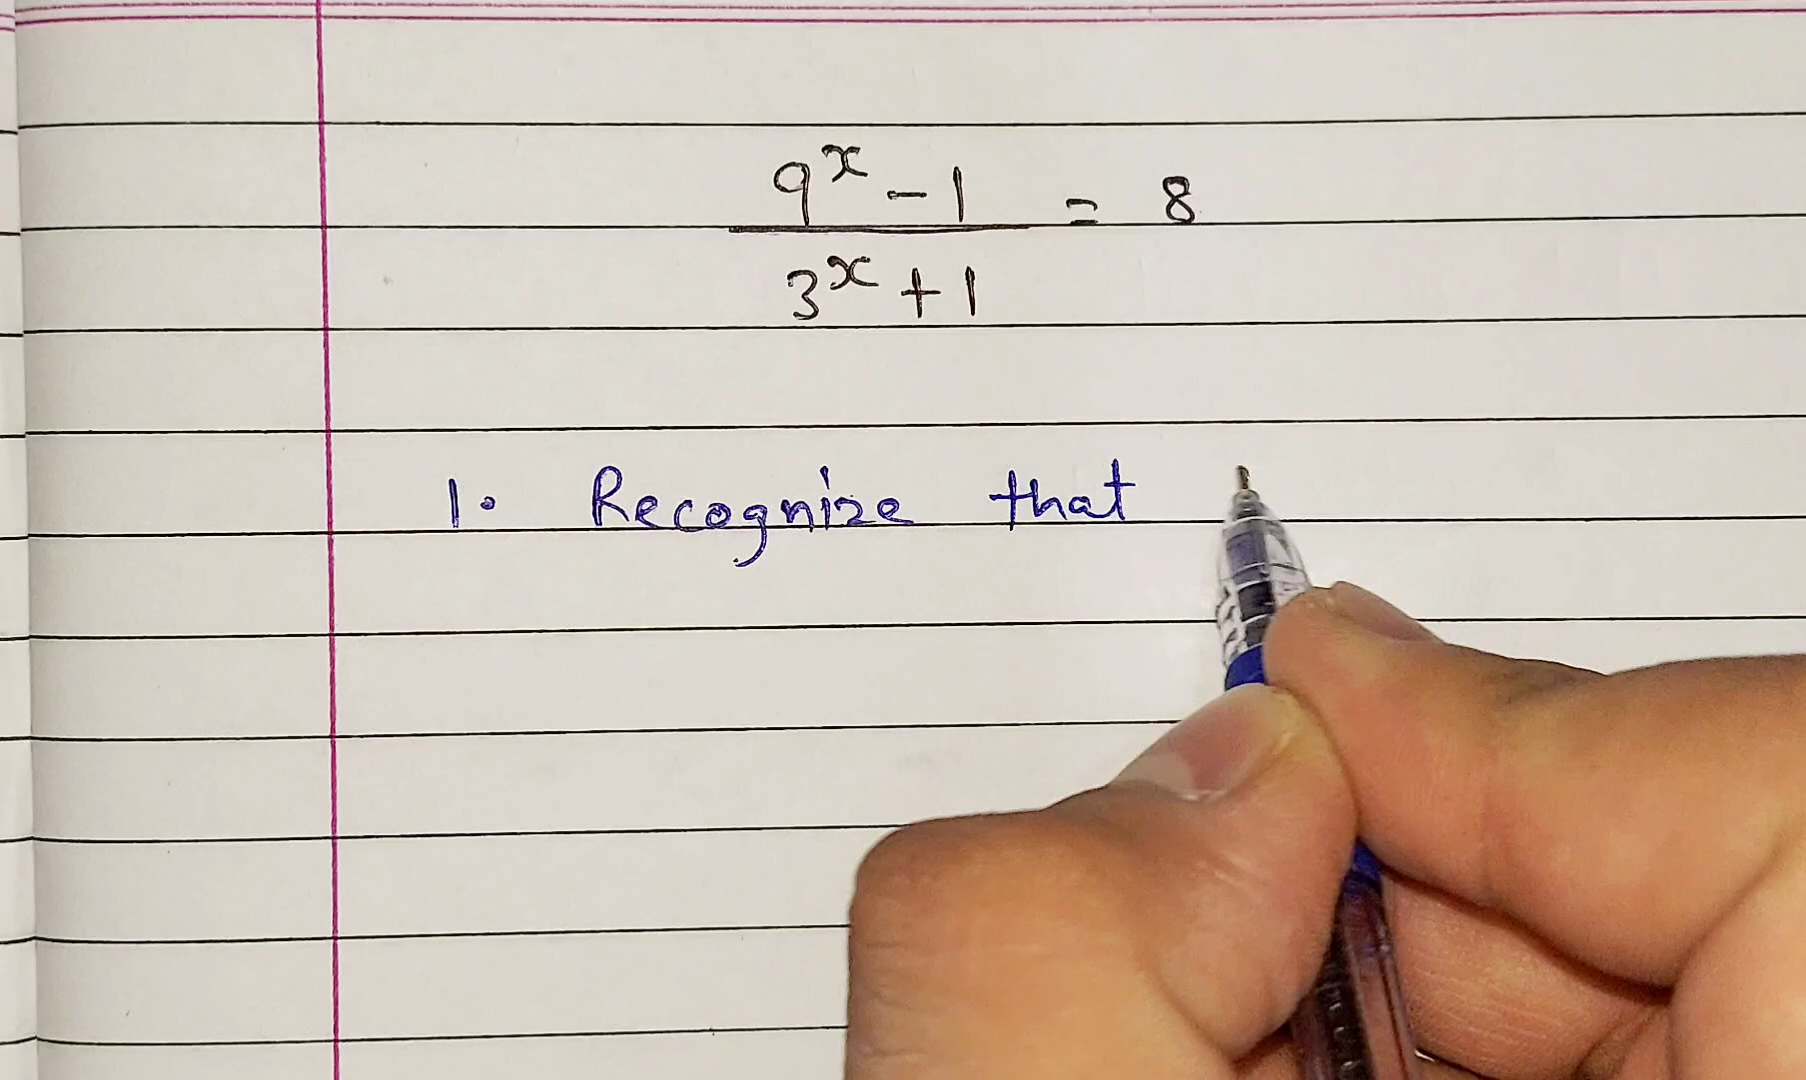 9^x - 1 = 8
3^x + 1
1. Recognize that